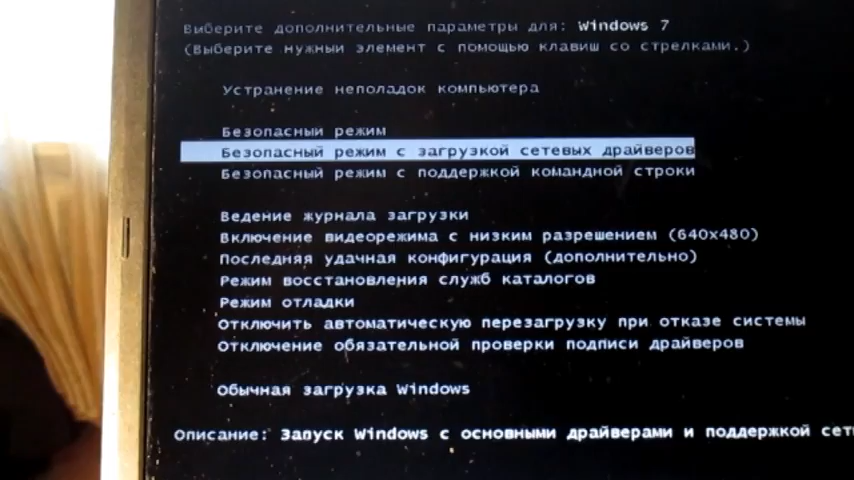 Выберите дополнительные параметры для: Windows 7
(Выберите нужный элемент с помощью клавиш со стрелками.)
Устранение неполадок компьютера
Безопасный режим
Безопасный режим с загрузкой сетевых драйверов
Безопасный режим с поддержкой командной строки
Ведение журнала загрузки
Включение видеорежима с низким разрешением (640x480)
Последняя удачная конфигурация (дополнительно)
Режим восстановления служб каталогов
Режим отладки
Отключить автоматическую перезагрузку при отказе системы
Отключение обязательной проверки подписи драйверов
Обычная загрузка Windows
Описание: Запуск Windows с основными драйверами и поддержкой